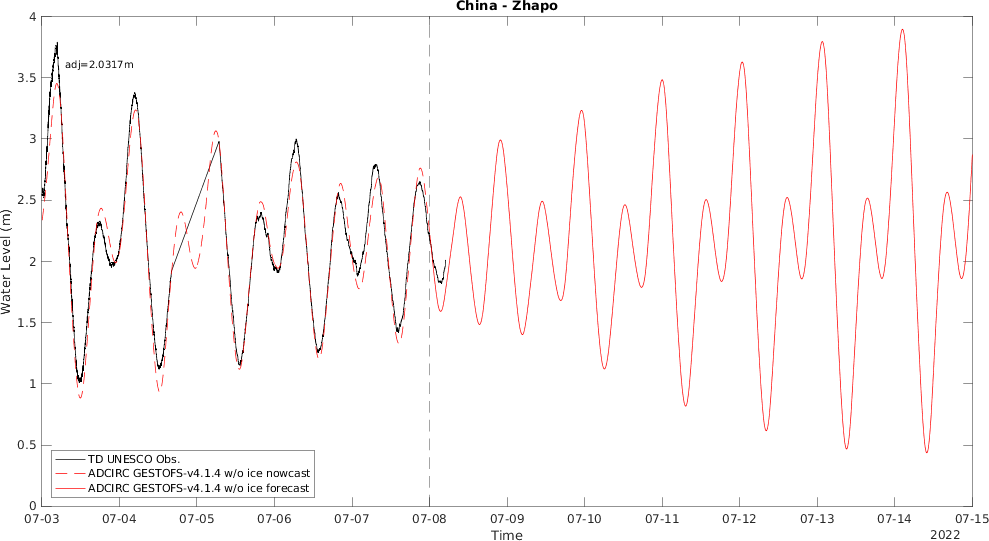 China - Zhapo
4
3.5
3
2.5
2
1.5
1
0.5
0
Water Level (m)
adj=2.0317m
TD UNESCO Obs.
ADCIRC GESTOFS-v4.1.4 w/o ice nowcast
ADCIRC GESTOFS-v4.1.4 w/o ice forecast
07-03 07-04 07-05 07-06 07-07 07-08 07-09 07-10 07-11 07-12 07-13 07-14 07-15
Time
2022